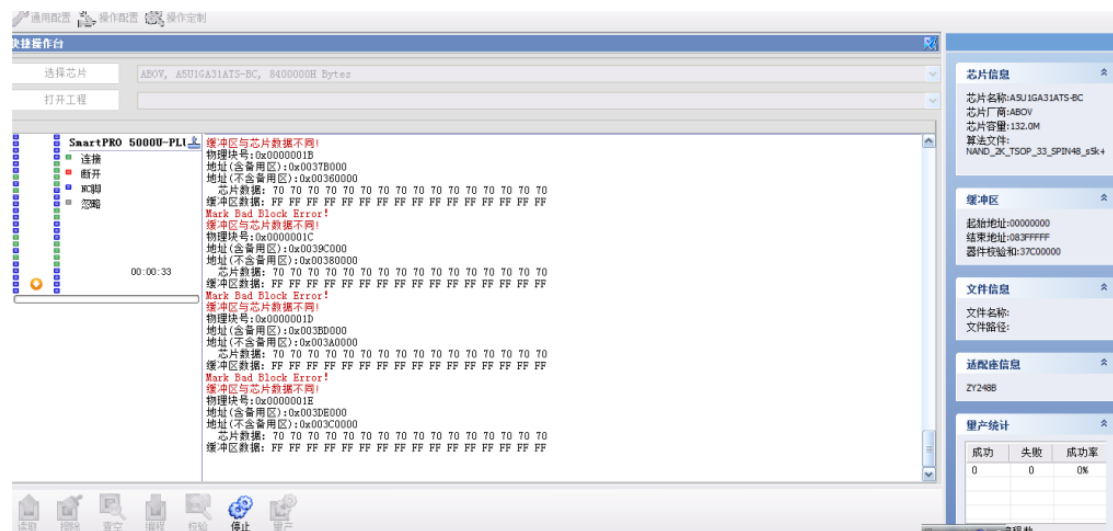 通用配置 操作配置 操作定制
快捷操作台
选择芯片 ABOV, A5U1GA31ATS-BC, 8400000H Bytes
打开工程
SmartPRO 5000U-PLU
连接
断开
NC脚
忽略
00:00:33
缓冲区与芯片数据不同!
物理块号:0x0000001B
地址(含备用区):0x0037B000
地址(不含备用区):0x00360000
芯片数据: 70 70 70 70 70 70 70 70 70 70 70 70 70 70 70 70
缓冲区数据: FF FF FF FF FF FF FF FF FF FF FF FF FF FF FF FF
Mark Bad Block Error!
缓冲区与芯片数据不同!
物理块号:0x0000001C
地址(含备用区):0x0039C000
地址(不含备用区):0x00380000
芯片数据: 70 70 70 70 70 70 70 70 70 70 70 70 70 70 70 70
缓冲区数据: FF FF FF FF FF FF FF FF FF FF FF FF FF FF FF FF
Mark Bad Block Error!
缓冲区与芯片数据不同!
物理块号:0x0000001D
地址(含备用区):0x003BD000
地址(不含备用区):0x003A0000
芯片数据: 70 70 70 70 70 70 70 70 70 70 70 70 70 70 70 70
缓冲区数据: FF FF FF FF FF FF FF FF FF FF FF FF FF FF FF FF
Mark Bad Block Error!
缓冲区与芯片数据不同!
物理块号:0x0000001E
地址(含备用区):0x003DE000
地址(不含备用区):0x003C0000
芯片数据: 70 70 70 70 70 70 70 70 70 70 70 70 70 70 70 70
缓冲区数据: FF FF FF FF FF FF FF FF FF FF FF FF FF FF FF FF
读取 擦除 查空 编程 校验 停止 量产
芯片信息
芯片名称:A5U1GA31ATS-BC
芯片厂商:ABOV
芯片容量:132.0M
算法文件:
NAND_2K_TSOP_33_SPIN48_s5k+
缓冲区
起始地址:00000000
结束地址:083FFFFF
器件校验和:37C00000
文件信息
文件名称:
文件路径:
适配座信息
ZY248B
量产统计
成功 失败 成功率
0 0 0%